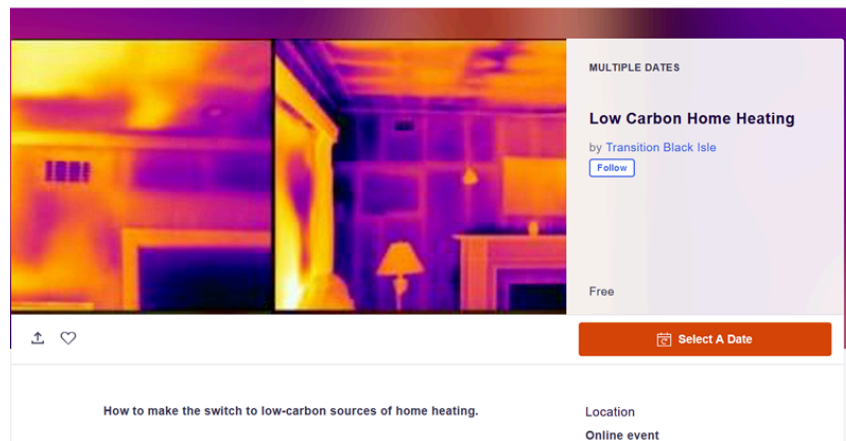 MULTIPLE DATES
Low Carbon Home Heating
by Transition Black Isle
Follow
Free
Select A Date
How to make the switch to low-carbon sources of home heating.
Location
Online event